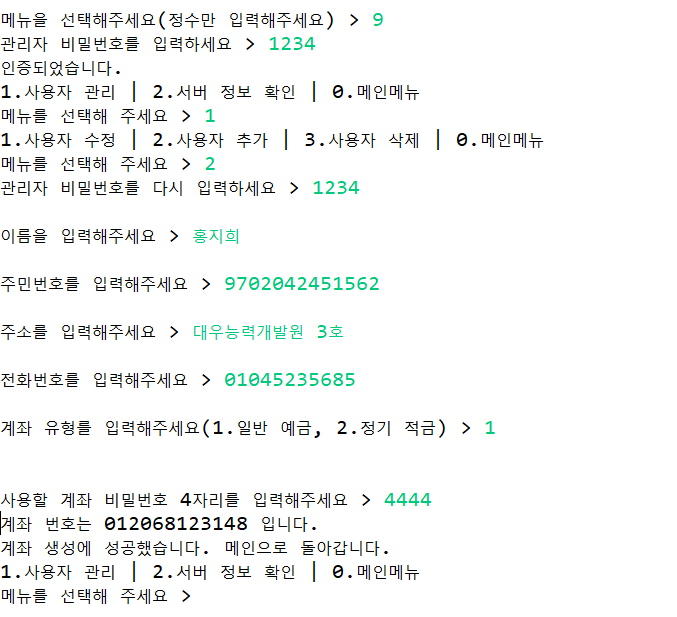 메뉴을 선택해주세요(정수만 입력해주세요) > 9
관리자 비밀번호를 입력하세요 > 1234
인증되었습니다.
1.사용자 관리 | 2.서버 정보 확인 | 0.메인메뉴
메뉴를 선택해 주세요 > 1
1.사용자 수정 | 2.사용자 추가 | 3.사용자 삭제 | 0.메인메뉴
메뉴를 선택해 주세요 > 2
관리자 비밀번호를 다시 입력하세요 > 1234
이름을 입력해주세요 > 홍지희
주민번호를 입력해주세요 > 9702042451562
주소를 입력해주세요 > 대우능력개발원 3호
전화번호를 입력해주세요 > 01045235685
계좌 유형를 입력해주세요(1.일반 예금, 2.정기 적금) > 1
사용할 계좌 비밀번호 4자리를 입력해주세요 > 4444
계좌 번호는 012068123148 입니다.
계좌 생성에 성공했습니다. 메인으로 돌아갑니다.
1.사용자 관리 | 2.서버 정보 확인 | 0.메인메뉴
메뉴를 선택해 주세요 >